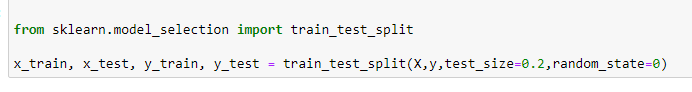 from sklearn.model_selection import train_test_split
x_train, x_test, y_train, y_test = train_test_split(X,y,test_size=0.2,random_state=0)